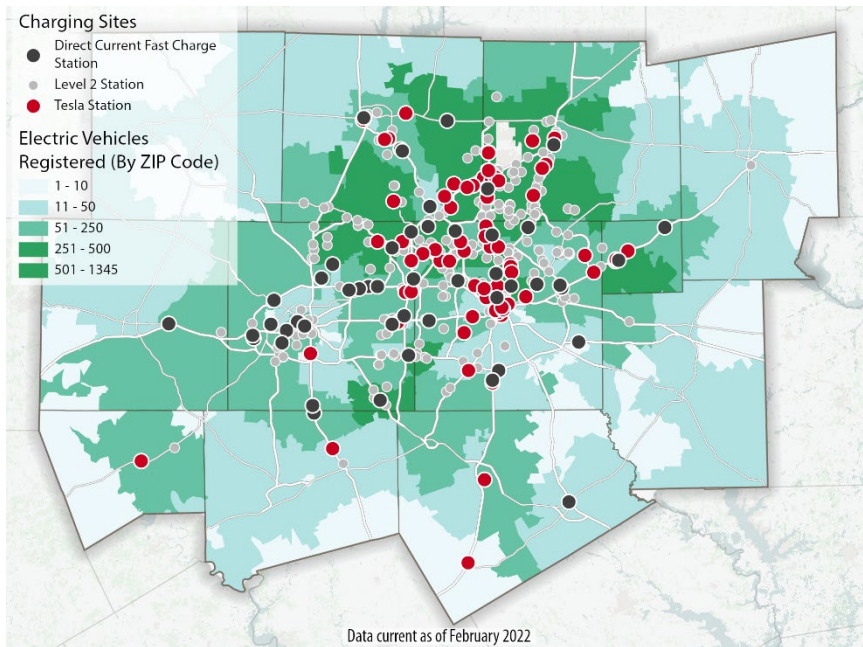 Charging Sites
Direct Current Fast Charge
Station
Level 2 Station
Tesla Station
Electric Vehicles
Registered (By ZIP Code)
1 - 10
11 - 50
51 - 250
251 - 500
501 - 1345
Data current as of February 2022